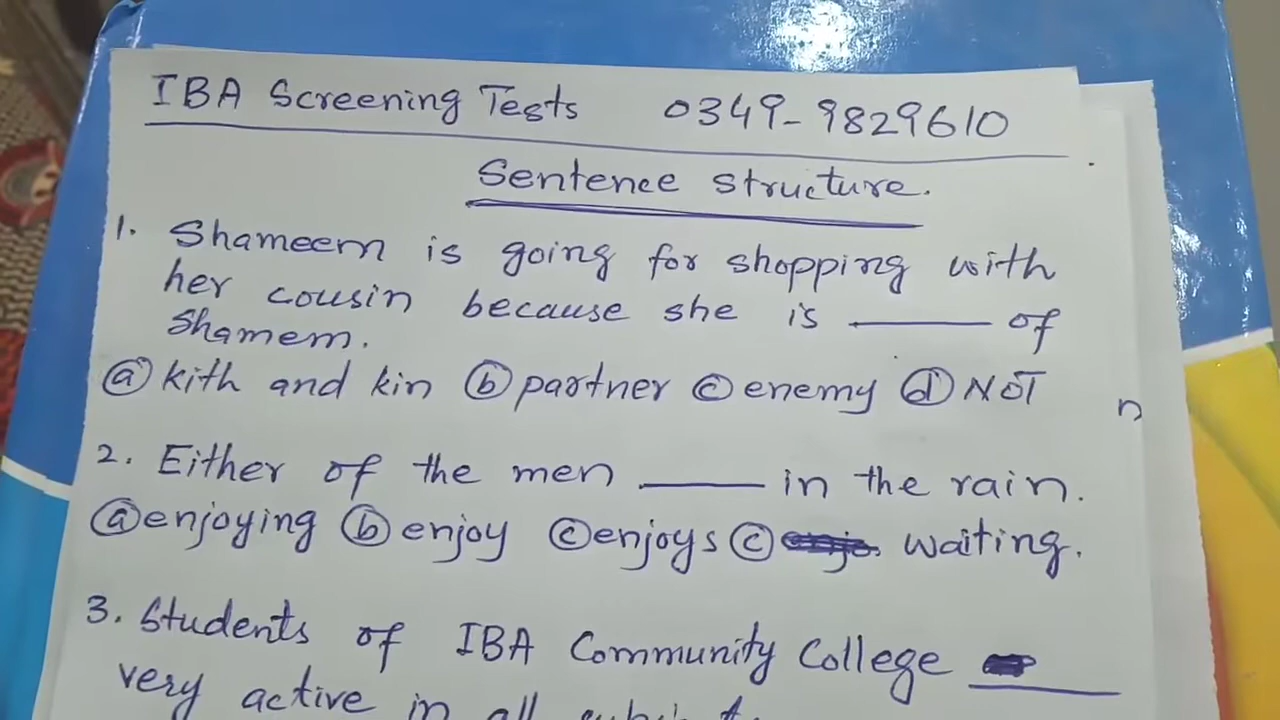 IBA Screening Tests 0349-9829610
Sentence structure.
1. Shameem is going for shopping with
her cousin because she is ____ of
Shamem.
ⓐ kith and kin ⓑ partner ⓒ enemy ⓓ NOT
n
2. Either of the men ____ in the rain.
ⓐ enjoying ⓑ enjoy ⓒ enjoys ⓒ waiting.
3. Students of IBA Community College ____
very active in all